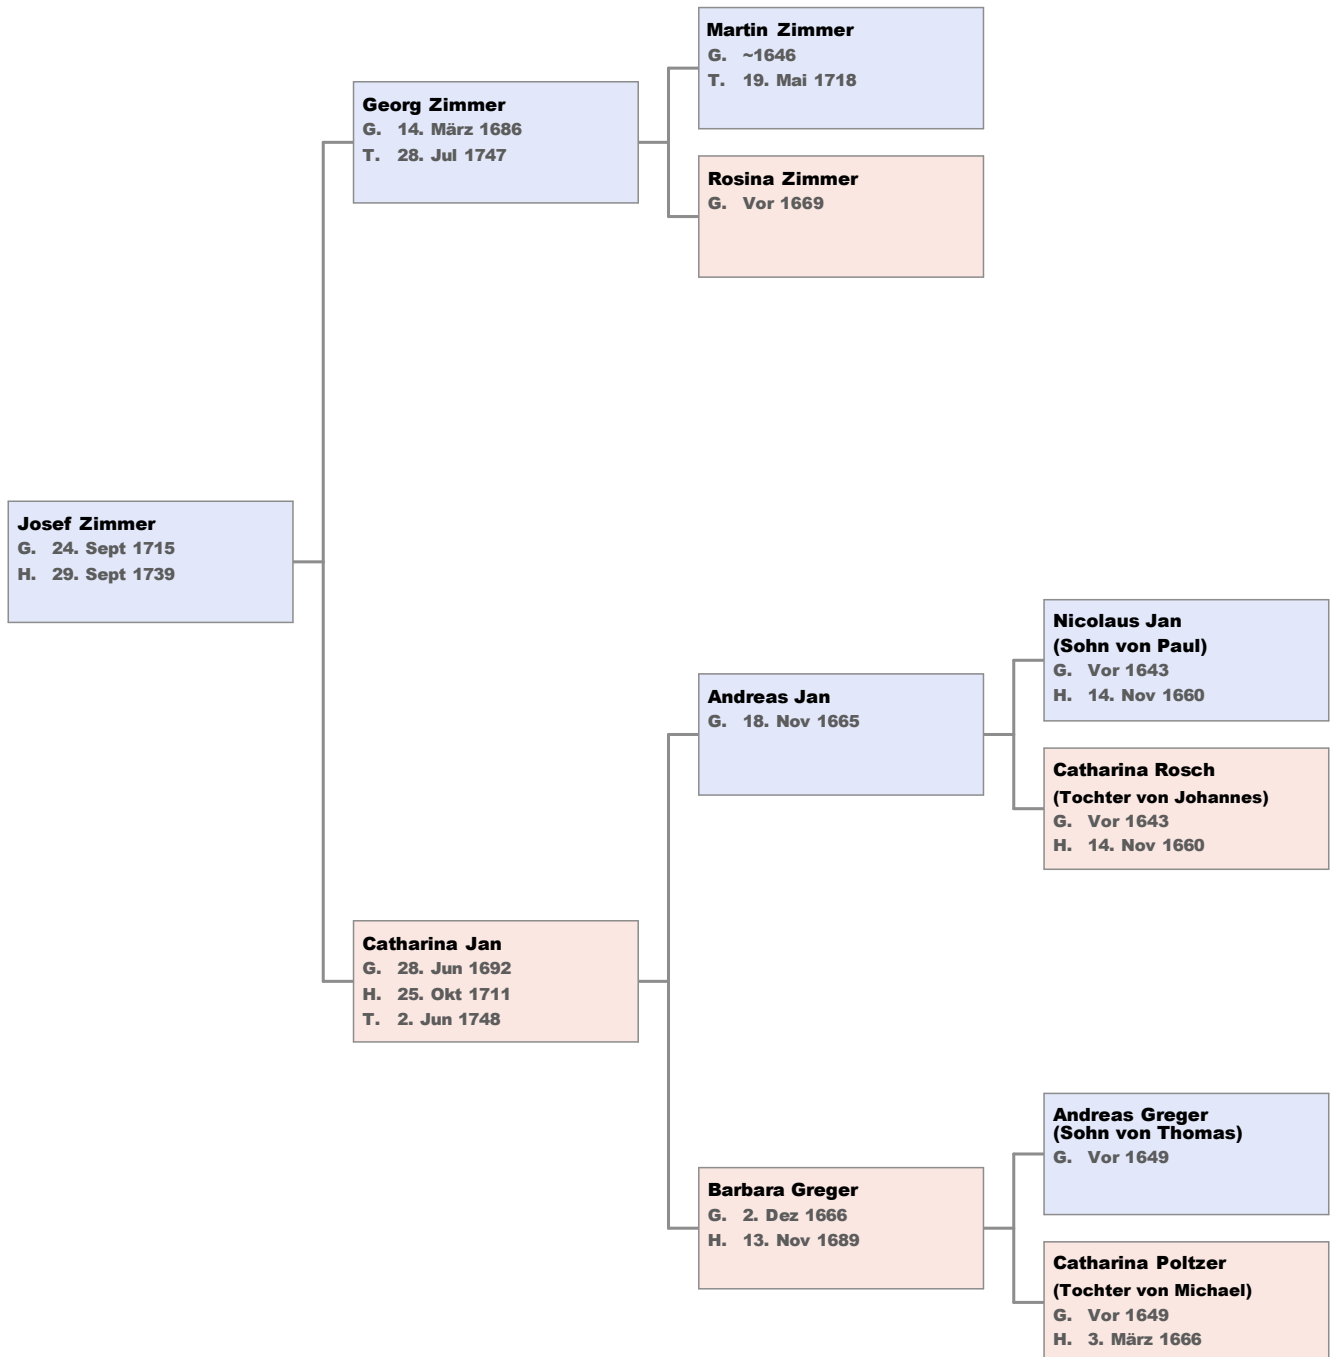 Martin Zimmer
G. ~1646
T. 19. Mai 1718
Georg Zimmer
G. 14. März 1686
T. 28. Jul 1747
Rosina Zimmer
G. Vor 1669
Josef Zimmer
G. 24. Sept 1715
H. 29. Sept 1739
Nicolaus Jan
(Sohn von Paul)
G. Vor 1643
H. 14. Nov 1660
Andreas Jan
G. 18. Nov 1665
Catharina Rosch
(Tochter von Johannes)
G. Vor 1643
H. 14. Nov 1660
Catharina Jan
G. 28. Jun 1692
H. 25. Okt 1711
T. 2. Jun 1748
Andreas Greger
(Sohn von Thomas)
G. Vor 1649
Barbara Greger
G. 2. Dez 1666
H. 13. Nov 1689
Catharina Poltzer
(Tochter von Michael)
G. Vor 1649
H. 3. März 1666